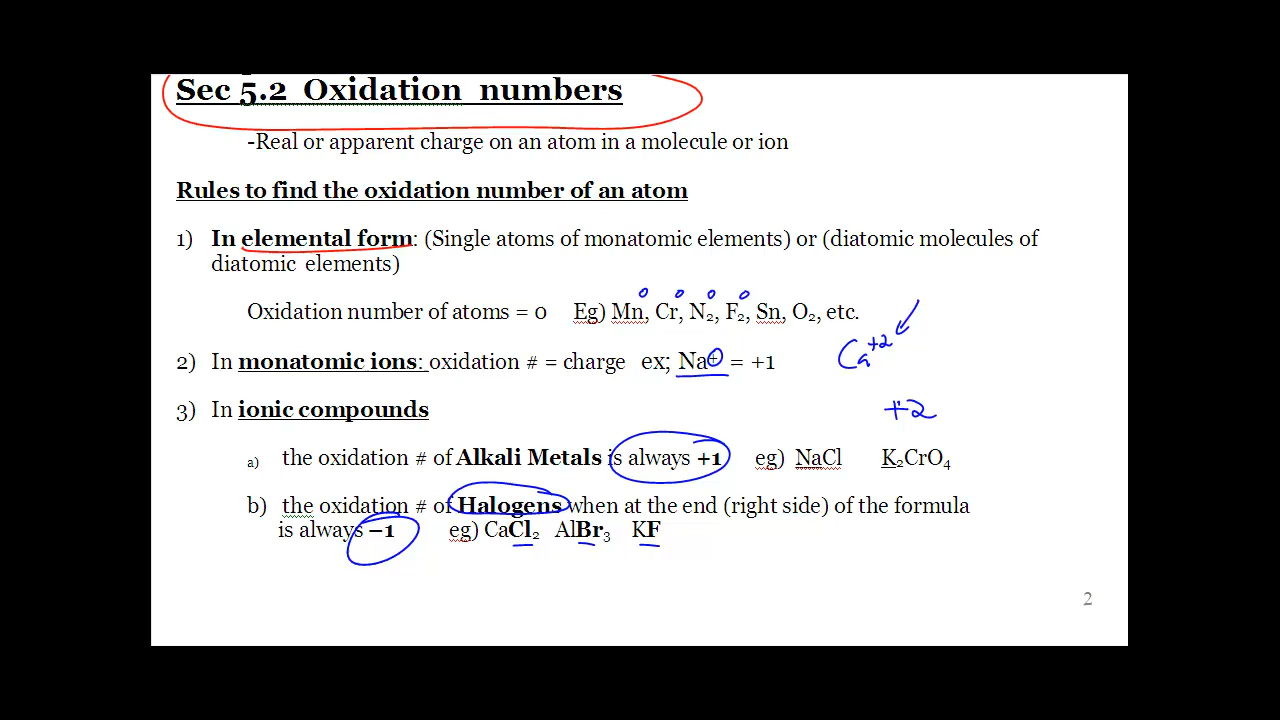 Sec 5.2 Oxidation numbers
-Real or apparent charge on an atom in a molecule or ion
Rules to find the oxidation number of an atom
1) In elemental form: (Single atoms of monatomic elements) or (diatomic molecules of
diatomic elements)
0 0 0 0
Oxidation number of atoms = 0 Eg) Mn, Cr, N₂, F₂, Sn, O₂, etc.
2) In monatomic ions: oxidation # = charge ex; Na⁺ = +1 Ca⁺²
3) In ionic compounds +2
a) the oxidation # of Alkali Metals is always +1 eg) NaCl K₂CrO₄
b) the oxidation # of Halogens when at the end (right side) of the formula
is always –1 eg) CaCl₂ AlBr₃ KF
2